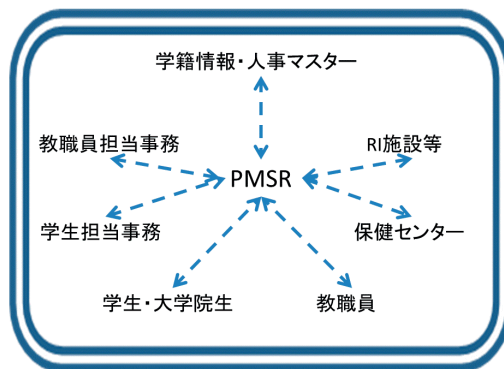 学籍情報・人事マスター
教職員担当事務
RI施設等
PMSR
学生担当事務
保健センター
学生・大学院生
教職員